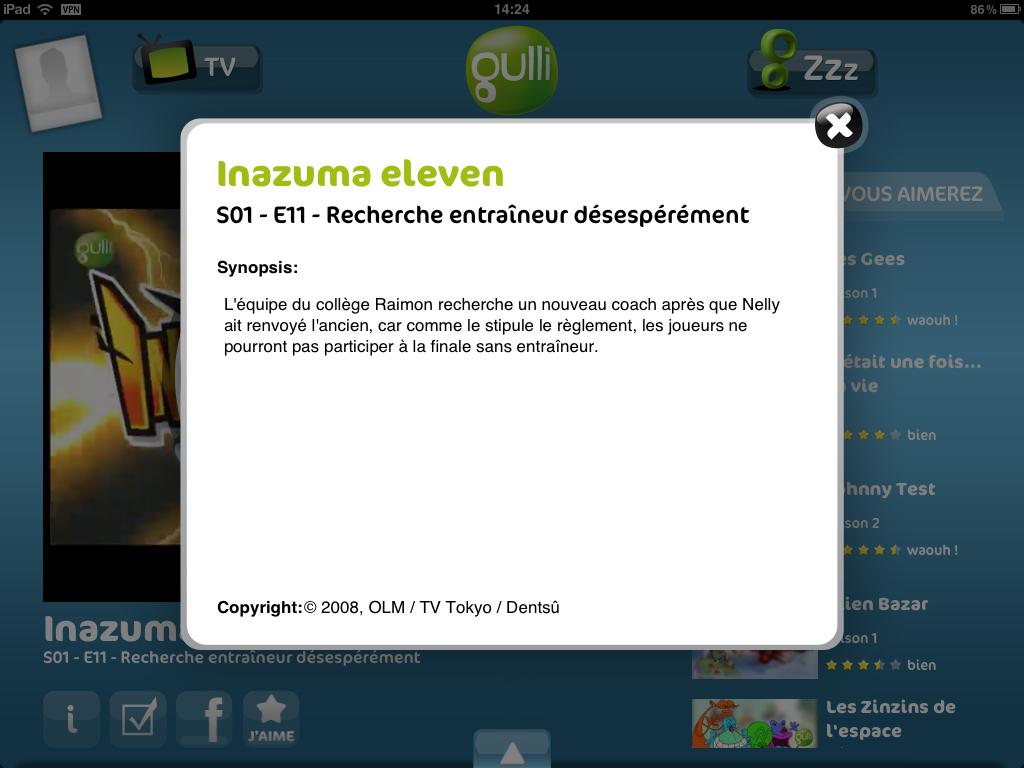 iPad VPN 14:24 86%
TV
gulli
ZZz
Inazuma eleven
S01 - E11 - Recherche entraîneur désespérément
Synopsis:
L'équipe du collège Raimon recherche un nouveau coach après que Nelly
ait renvoyé l'ancien, car comme le stipule le règlement, les joueurs ne
pourront pas participer à la finale sans entraîneur.
Copyright:© 2008, OLM / TV Tokyo / Dentsû
gulli
VOUS AIMEREZ
es Gees
son 1
waouh !
était une fois...
vie
bien
ohnny Test
son 2
waouh !
lien Bazar
son 1
bien
Les Zinzins de
l'espace
Inazum
S01 - E11 - Recherche entraîneur désespérément
i
f
J'AIME